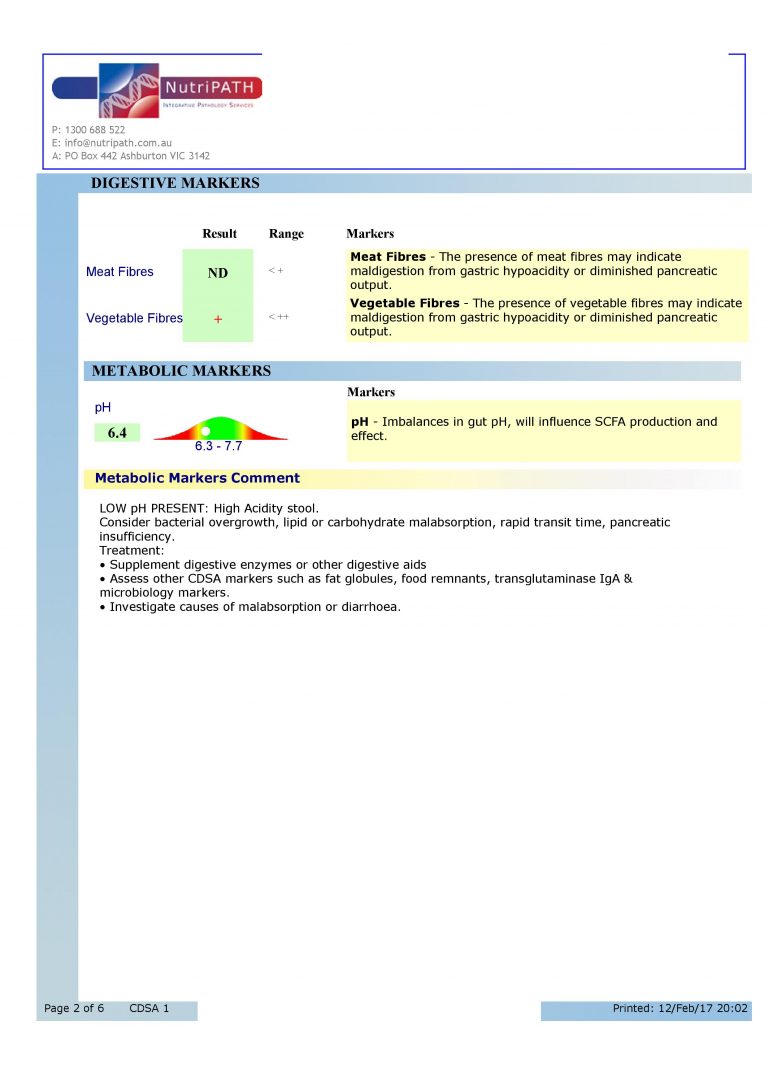 NutriPATH
INTEGRATIVE PATHOLOGY SERVICES
P: 1300 688 522
E: info@nutripath.com.au
A: PO Box 442 Ashburton VIC 3142
DIGESTIVE MARKERS
Result Range Markers
Meat Fibres ND < + Meat Fibres - The presence of meat fibres may indicate
maldigestion from gastric hypoacidity or diminished pancreatic
output.
Vegetable Fibres + < ++ Vegetable Fibres - The presence of vegetable fibres may indicate
maldigestion from gastric hypoacidity or diminished pancreatic
output.
METABOLIC MARKERS
Markers
pH
6.4
6.3 - 7.7
pH - Imbalances in gut pH, will influence SCFA production and
effect.
Metabolic Markers Comment
LOW pH PRESENT: High Acidity stool.
Consider bacterial overgrowth, lipid or carbohydrate malabsorption, rapid transit time, pancreatic
insufficiency.
Treatment:
• Supplement digestive enzymes or other digestive aids
• Assess other CDSA markers such as fat globules, food remnants, transglutaminase IgA &
microbiology markers.
• Investigate causes of malabsorption or diarrhoea.
Page 2 of 6 CDSA 1 Printed: 12/Feb/17 20:02